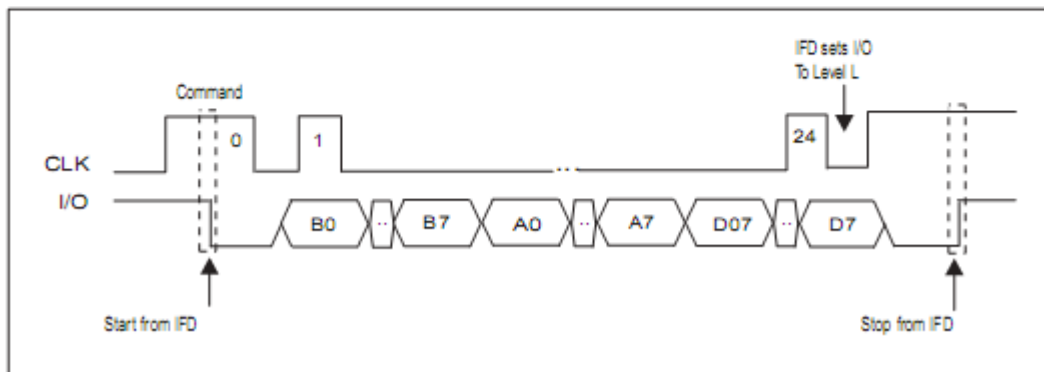 IFD sets I/O
To Level L
Command
0
1
24
CLK
...
I/O
B0
..
B7
A0
..
A7
D07
..
D7
Start from IFD
Stop from IFD